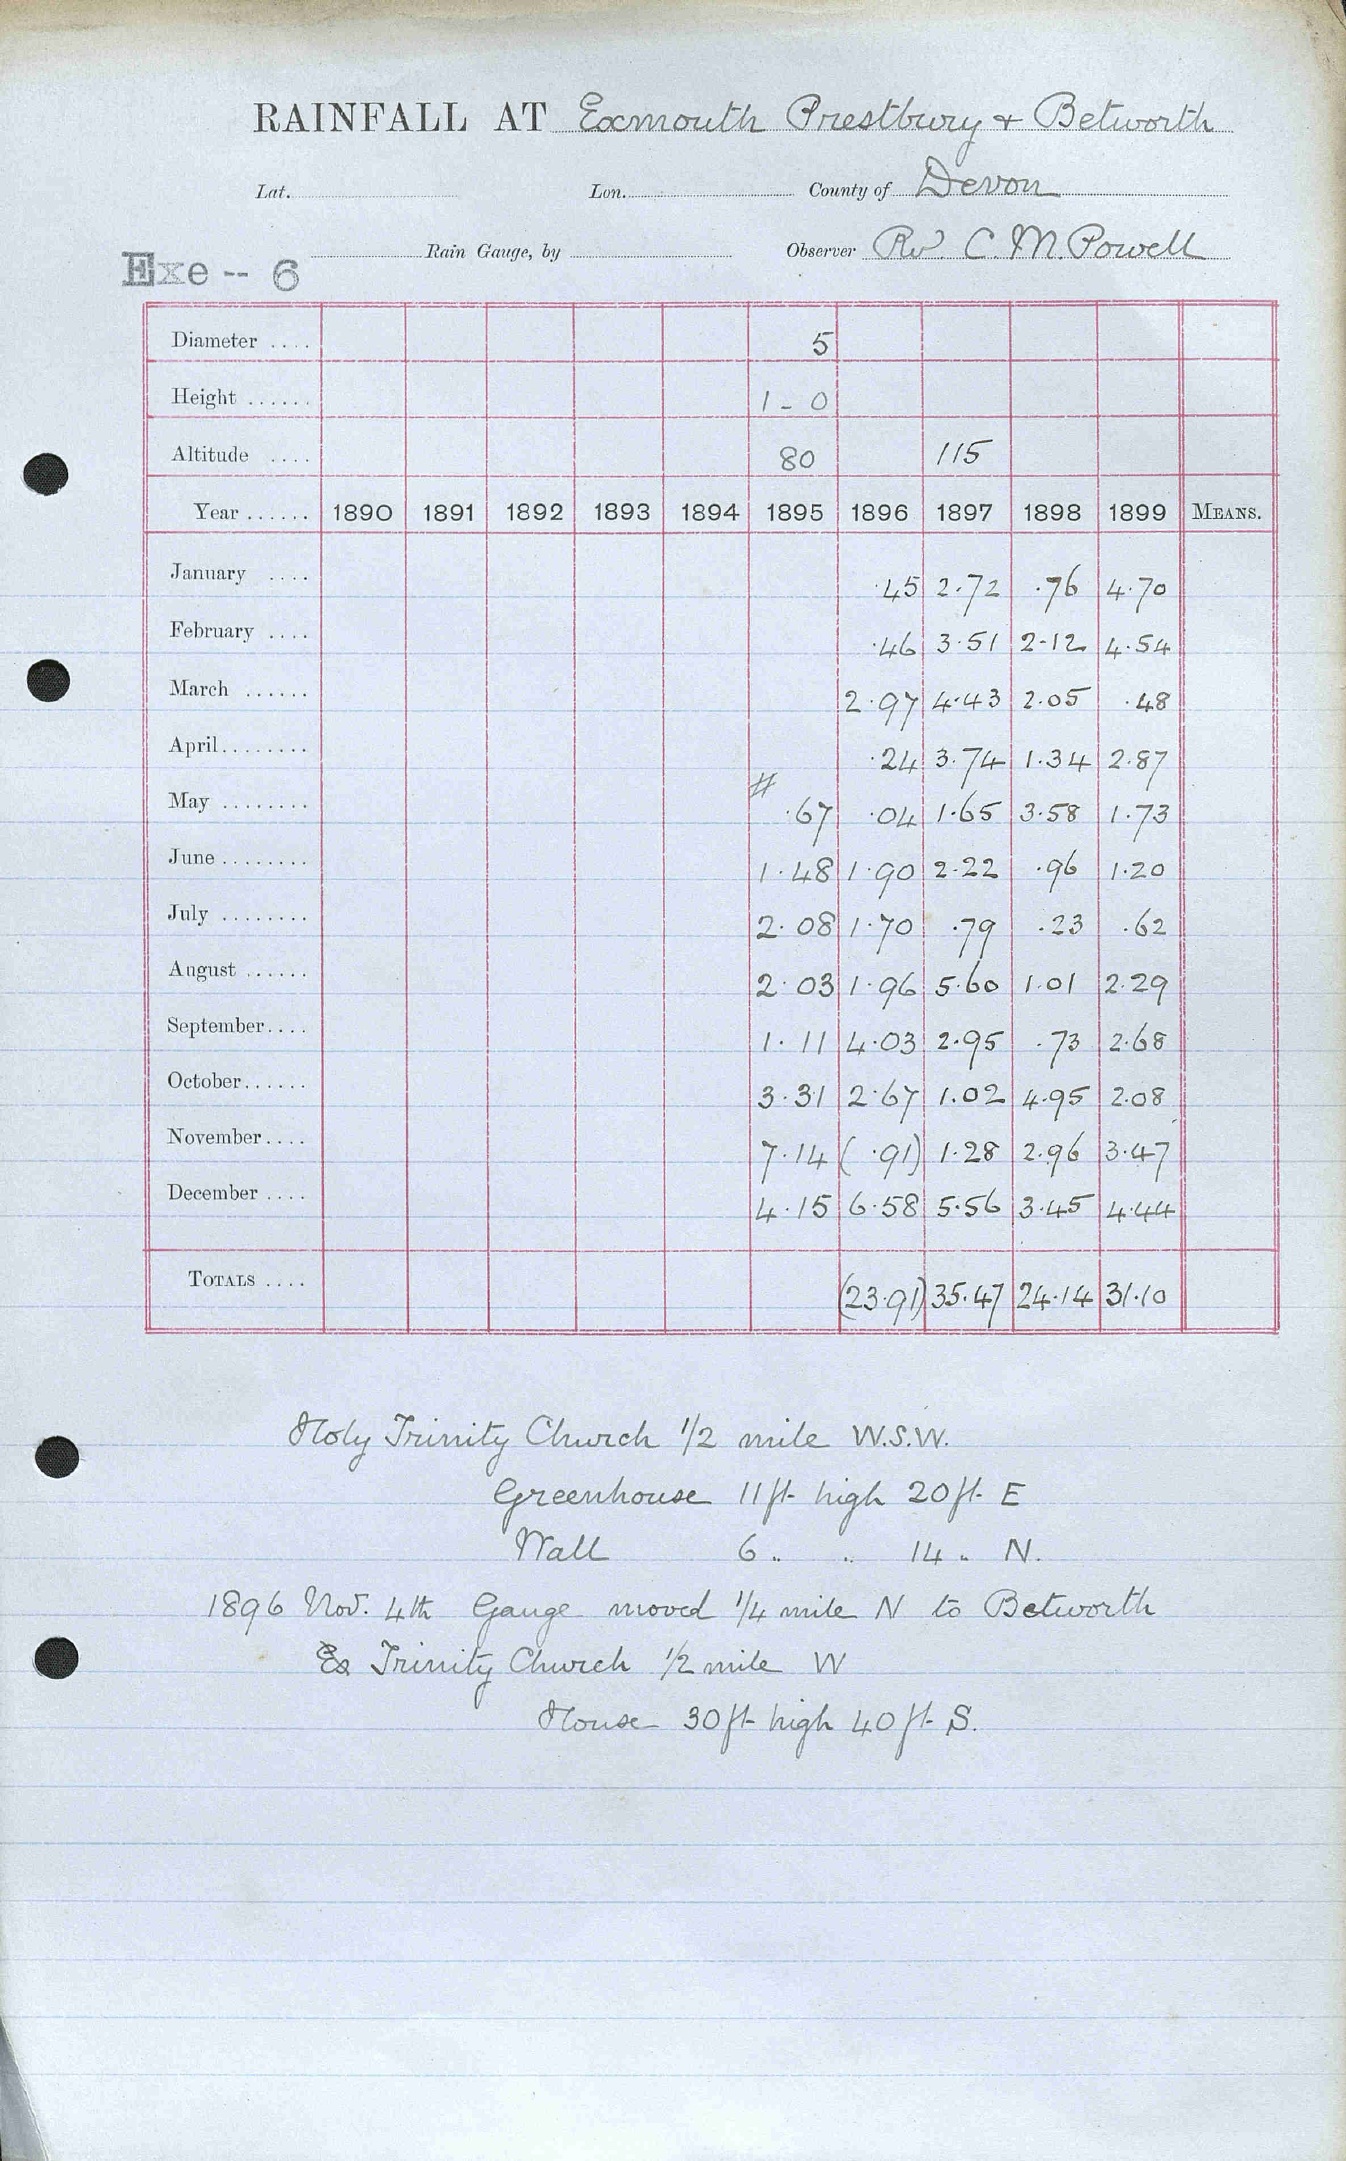 RAINFALL AT Exmouth Prestbury + Betworth
Lat. Lon. County of Devon
Rain Gauge, by Observer Rev. C. M. Powell
Exe -- 6
Diameter .... 5
Height ...... 1 - 0
Altitude .... 80 115
Year ...... 1890 1891 1892 1893 1894 1895 1896 1897 1898 1899 MEANS.
January .... ·45 2·72 ·76 4·70
February .... ·46 3·51 2·12 4·54
March ...... 2·97 4·43 2·05 ·48
April........ ·24 3·74 1·34 2·87
May ........ # ·67 ·04 1·65 3·58 1·73
June ........ 1·48 1·90 2·22 ·96 1·20
July ........ 2·08 1·70 ·79 ·23 ·62
August ...... 2·03 1·96 5·60 1·01 2·29
September.... 1·11 4·03 2·95 ·73 2·68
October...... 3·31 2·67 1·02 4·95 2·08
November.... 7·14 (·91) 1·28 2·96 3·47
December .... 4·15 6·58 5·56 3·45 4·44
TOTALS .... (23·91) 35·47 24·14 31·10
Holy Trinity Church 1/2 mile W.S.W.
Greenhouse 11 ft. high 20 ft. E
Wall 6 " " 14 " N.
1896 Nov. 4th Gauge moved 1/4 mile N to Betworth
Trinity Church 1/2 mile W
House 30 ft. high 40 ft. S.